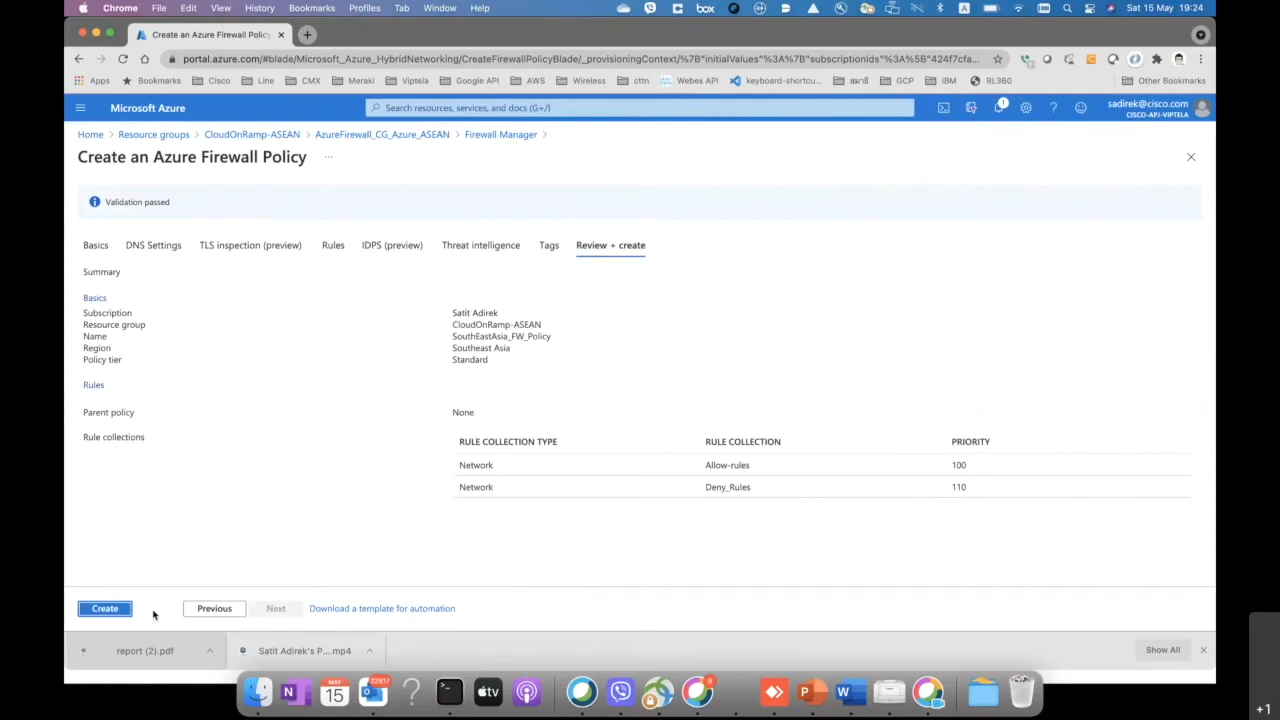 Chrome File Edit View History Bookmarks Profiles Tab Window Help box Sat 15 May 19:24
Create an Azure Firewall Policy
portal.azure.com/#blade/Microsoft_Azure_HybridNetworking/CreateFirewallPolicyBlade/_provisioningContext/%7B"initialValues"%3A%7B"subscriptionIds"%3A%5B"424f7cfa...
Apps Bookmarks Cisco Line CMX Meraki Viptela Google API AWS Wireless cttn Webex API keyboard-shortcu... GCP IBM RL360 Other Bookmarks
Microsoft Azure Search resources, services, and docs (G+/) 1 sadirek@cisco.com
CISCO-APJ-VIPTELA
Home > Resource groups > CloudOnRamp-ASEAN > AzureFirewall_CG_Azure_ASEAN > Firewall Manager >
Create an Azure Firewall Policy ...
Validation passed
Basics DNS Settings TLS inspection (preview) Rules IDPS (preview) Threat intelligence Tags Review + create
Summary
Basics
Subscription Satit Adirek
Resource group CloudOnRamp-ASEAN
Name SouthEastAsia_FW_Policy
Region Southeast Asia
Policy tier Standard
Rules
Parent policy None
Rule collections
RULE COLLECTION TYPE RULE COLLECTION PRIORITY
Network Allow-rules 100
Network Deny_Rules 110
Create Previous Next Download a template for automation
report (2).pdf Satit Adirek's P....mp4 Show All
MAY 15 22817 tv 9 P W
+1